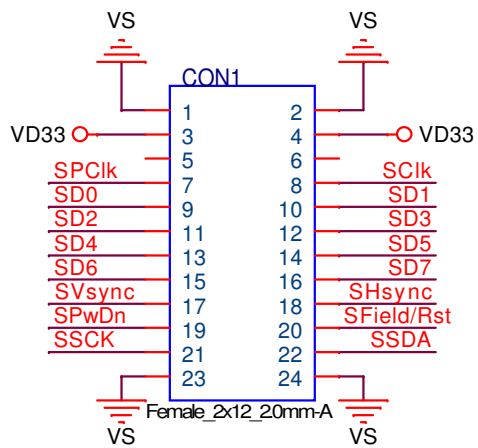 VS VS
CON1
1 2
VD33 3 4 VD33
5 6
SPClk 7 8 SClk
SD0 9 10 SD1
SD2 11 12 SD3
SD4 13 14 SD5
SD6 15 16 SD7
SVsync 17 18 SHsync
SPwDn 19 20 SField/Rst
SSCK 21 22 SSDA
23 24
Female_2x12_20mm-A
VS VS